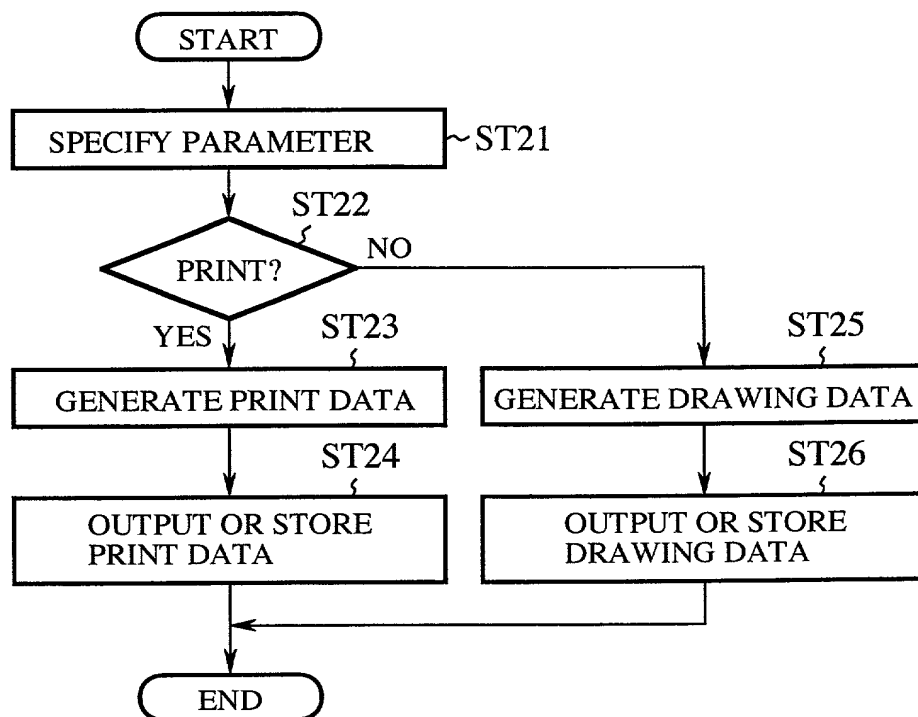 START
SPECIFY PARAMETER
ST21
ST22
PRINT?
NO
YES
ST23
GENERATE PRINT DATA
ST24
OUTPUT OR STORE
PRINT DATA
ST25
GENERATE DRAWING DATA
ST26
OUTPUT OR STORE
DRAWING DATA
END